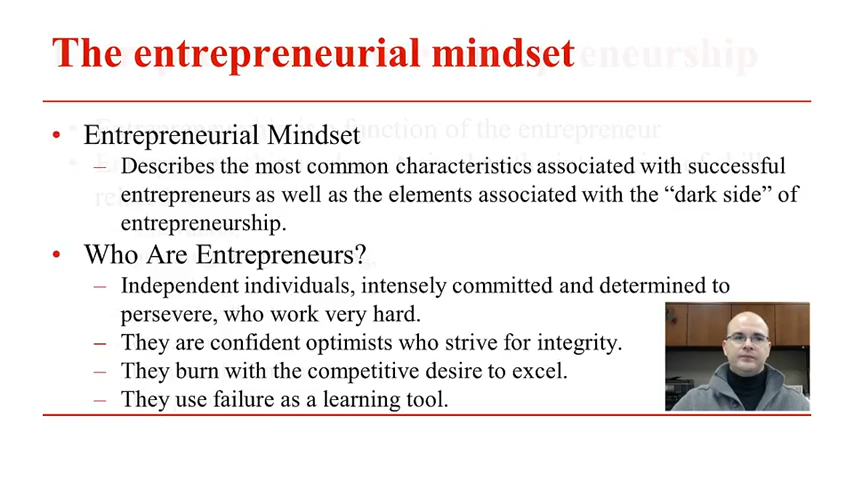 The entrepreneurial mindset
• Entrepreneurial Mindset
– Describes the most common characteristics associated with successful
entrepreneurs as well as the elements associated with the “dark side” of
entrepreneurship.
• Who Are Entrepreneurs?
– Independent individuals, intensely committed and determined to
persevere, who work very hard.
– They are confident optimists who strive for integrity.
– They burn with the competitive desire to excel.
– They use failure as a learning tool.